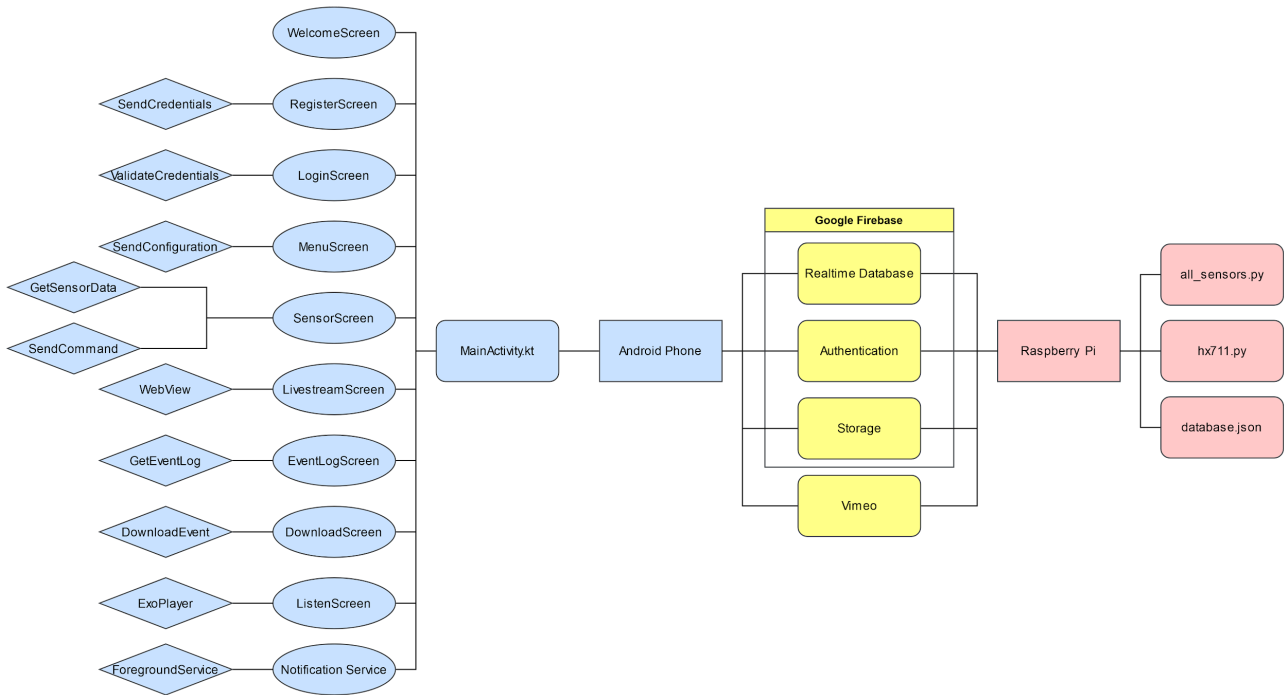 WelcomeScreen
SendCredentials
RegisterScreen
ValidateCredentials
LoginScreen
SendConfiguration
MenuScreen
GetSensorData
SendCommand
SensorScreen
WebView
LivestreamScreen
GetEventLog
EventLogScreen
DownloadEvent
DownloadScreen
ExoPlayer
ListenScreen
ForegroundService
Notification Service
MainActivity.kt
Android Phone
Google Firebase
Realtime Database
Authentication
Storage
Vimeo
Raspberry Pi
all_sensors.py
hx711.py
database.json